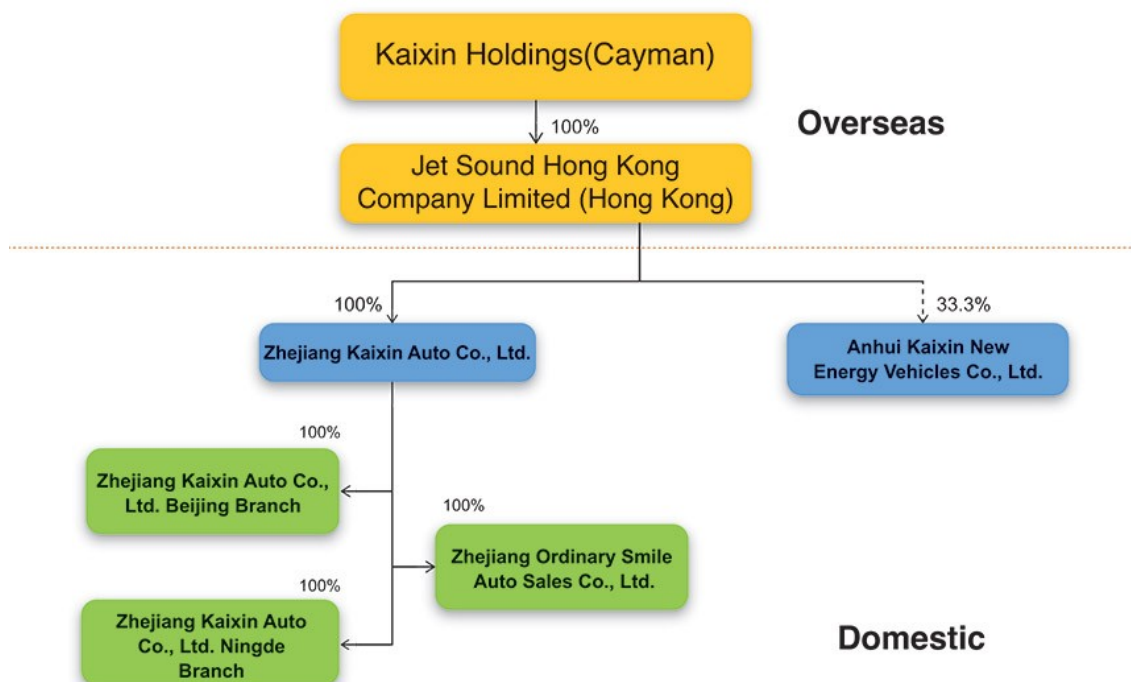 Kaixin Holdings(Cayman)
100%
Overseas
Jet Sound Hong Kong
Company Limited (Hong Kong)
100%
33.3%
Zhejiang Kaixin Auto Co., Ltd.
Anhui Kaixin New
Energy Vehicles Co., Ltd.
100%
Zhejiang Kaixin Auto Co.,
Ltd. Beijing Branch
100%
Zhejiang Ordinary Smile
Auto Sales Co., Ltd.
100%
Zhejiang Kaixin Auto
Co., Ltd. Ningde
Branch
Domestic